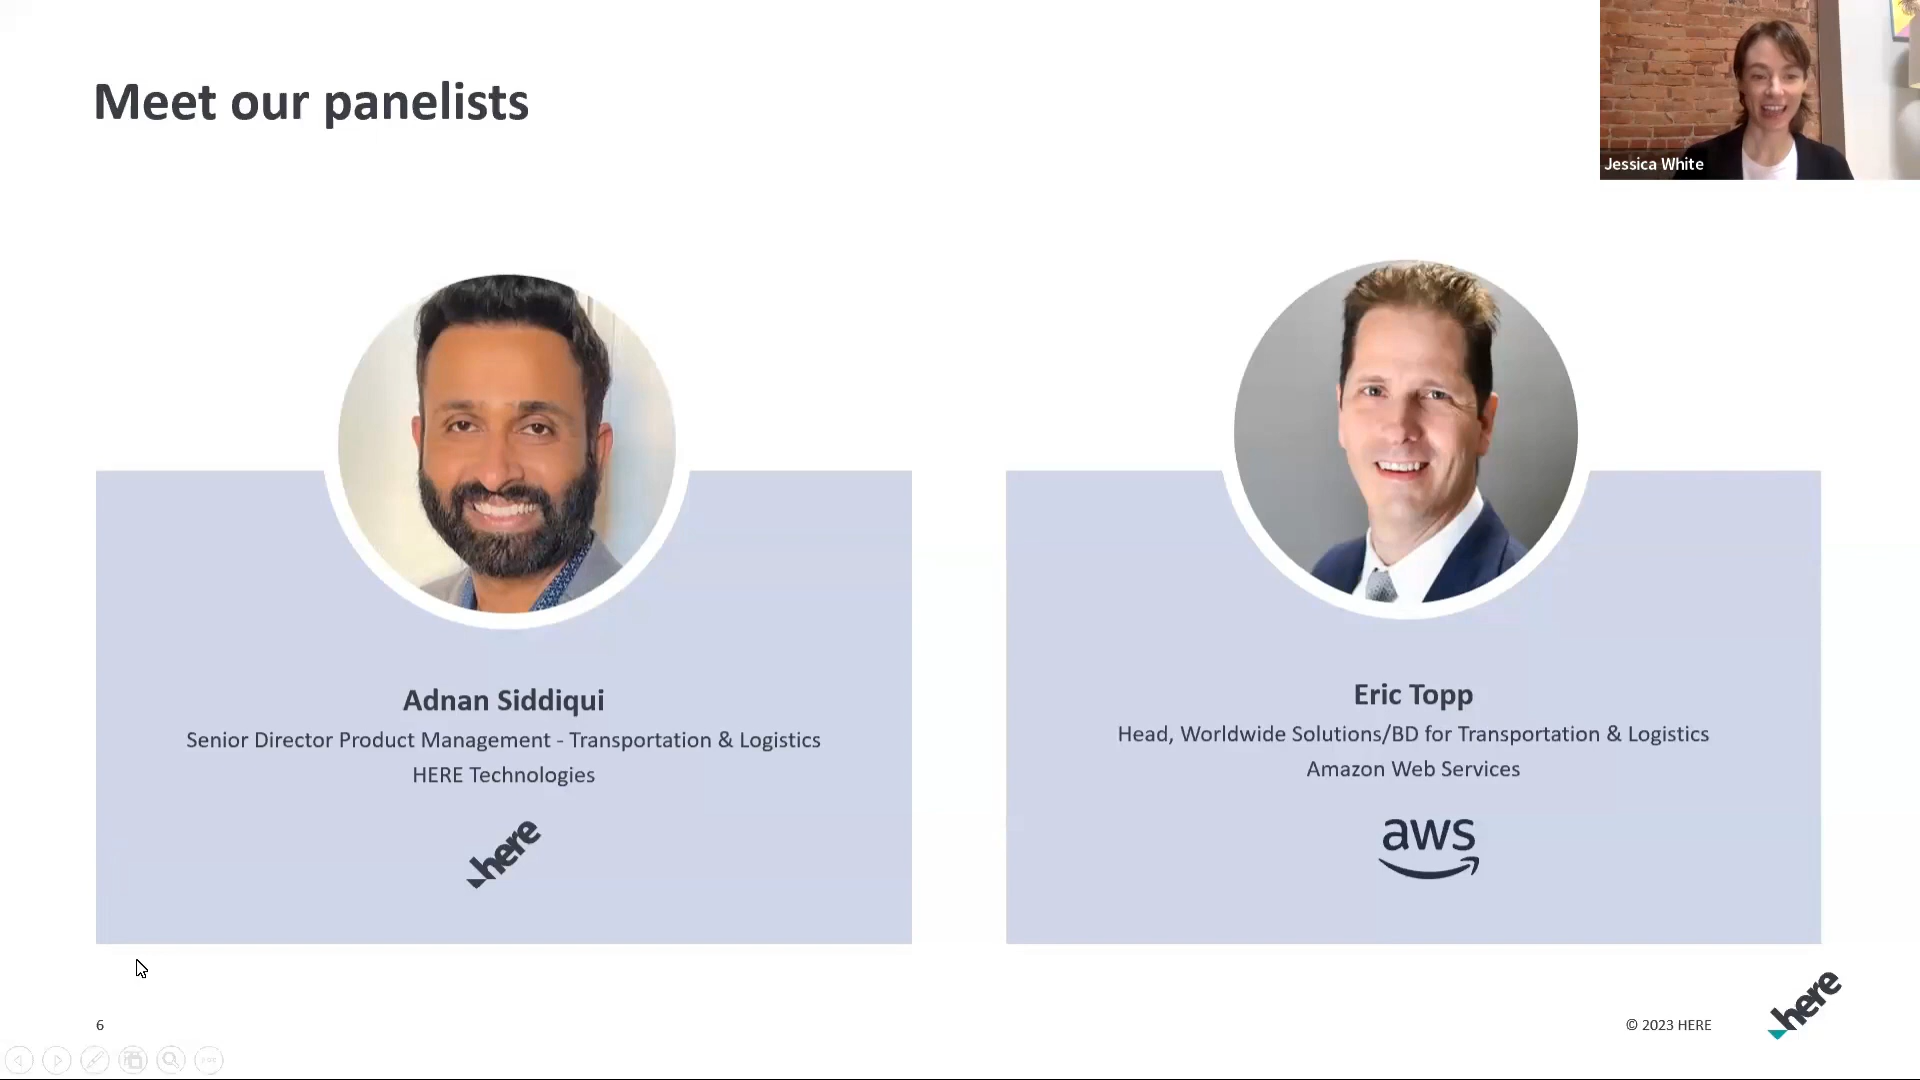 Meet our panelists
Jessica White
Adnan Siddiqui
Senior Director Product Management - Transportation & Logistics
HERE Technologies
here
Eric Topp
Head, Worldwide Solutions/BD for Transportation & Logistics
Amazon Web Services
aws
6
© 2023 HERE
here